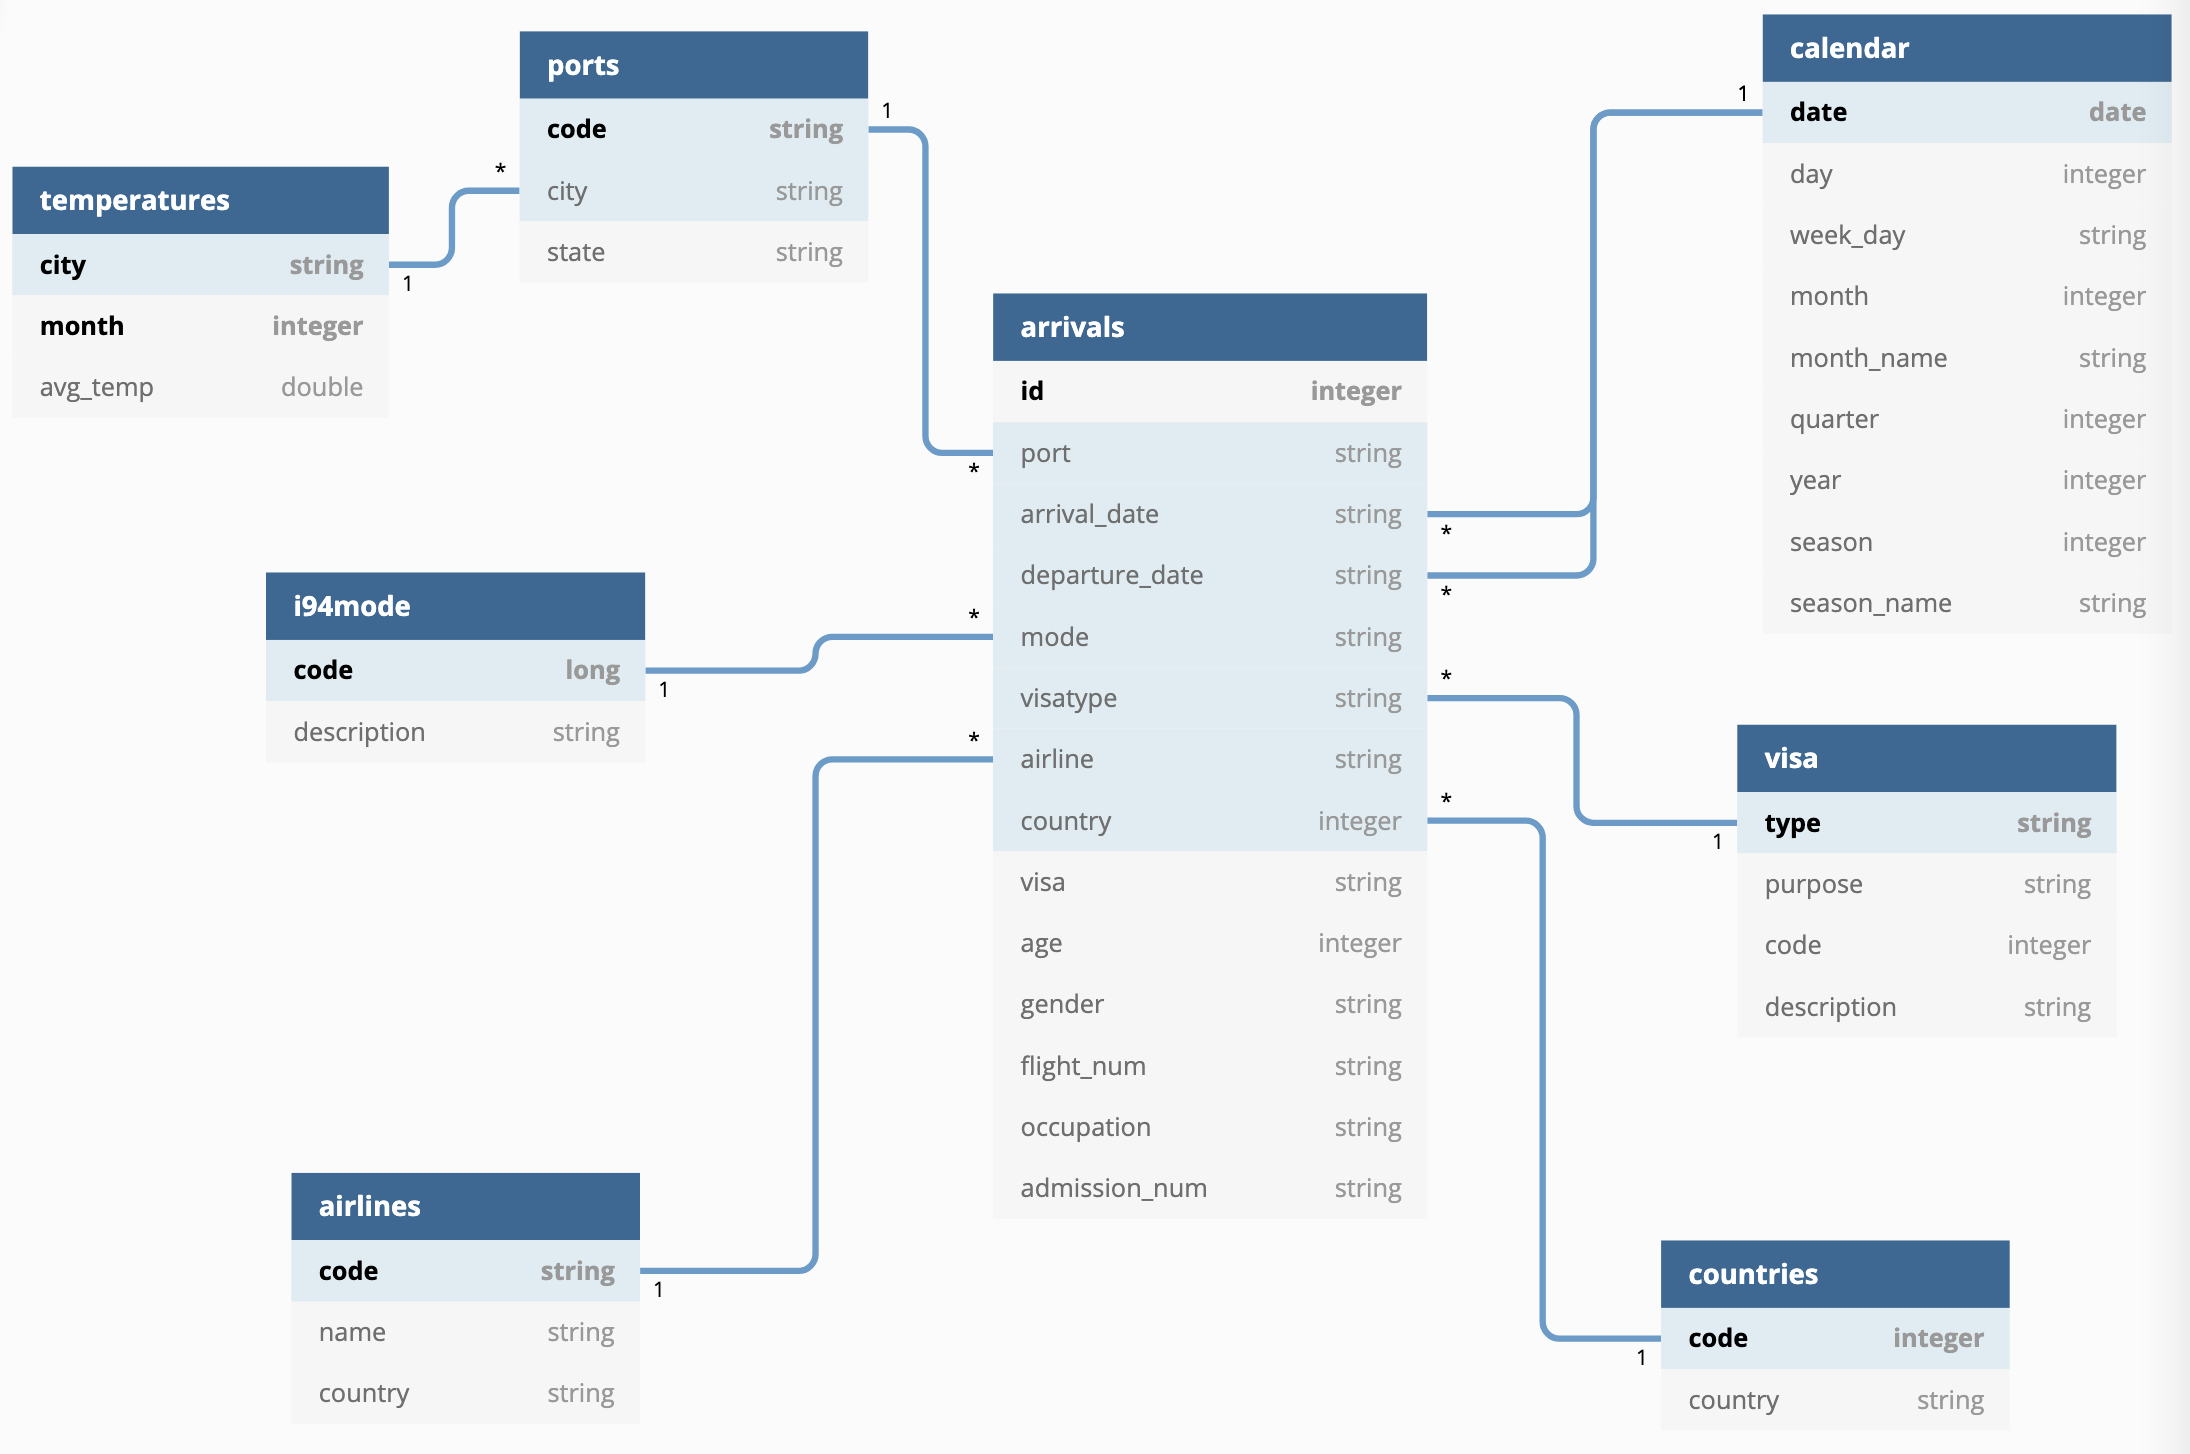 temperatures
city string
month integer
avg_temp double
1
*
ports
code string
city string
state string
1
*
i94mode
code long
description string
1
*
airlines
code string
name string
country string
1
*
arrivals
id integer
port string
arrival_date string
departure_date string
mode string
visatype string
airline string
country integer
visa string
age integer
gender string
flight_num string
occupation string
admission_num string
*
*
*
*
1
calendar
date date
day integer
week_day string
month integer
month_name string
quarter integer
year integer
season integer
season_name string
1
visa
type string
purpose string
code integer
description string
1
countries
code integer
country string